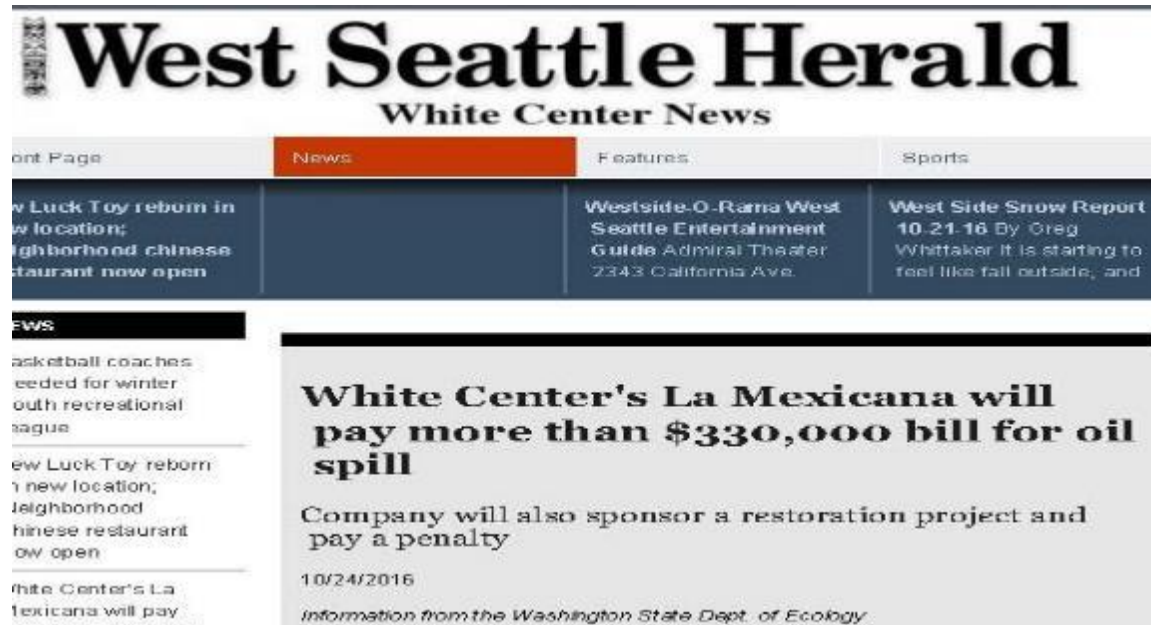 West Seattle Herald
White Center News
ont Page
News
Features
Sports
w Luck Toy reborn in
w location;
ighborhood chinese
staurant now open
Westside-O-Rama West
Seattle Entertainment
Guide Admiral Theater
2343 California Ave.
West Side Snow Report
10-21-16 By Greg
Whittaker It is starting to
feel like fall outside, and
EWS
asketball coaches
eeded for winter
outh recreational
eague
ew Luck Toy reborn
n new location;
Neighborhood
hinese restaurant
ow open
hite Center's La
Mexicana will pay
White Center's La Mexicana will
pay more than $330,000 bill for oil
spill
Company will also sponsor a restoration project and
pay a penalty
10/24/2016
Information from the Washington State Dept. of Ecology